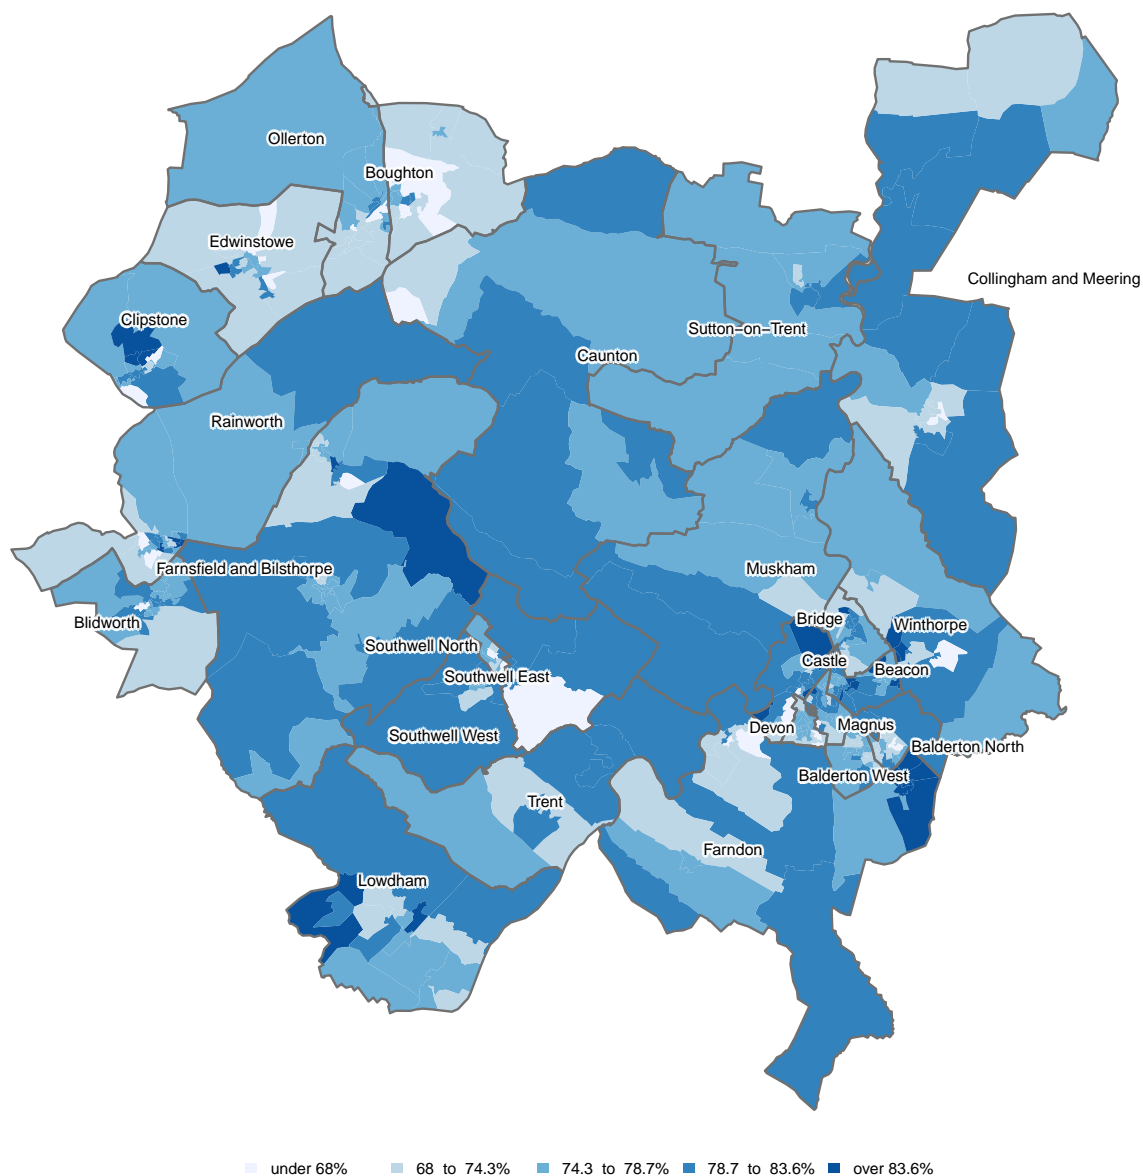 Ollerton
Boughton
Edwinstowe
Collingham and Meering
Clipstone
Sutton–on–Trent
Caunton
Rainworth
Farnsfield and Bilsthorpe
Muskham
Blidworth
Bridge
Winthorpe
Southwell North
Castle
Beacon
Southwell East
Devon
Magnus
Southwell West
Balderton North
Balderton West
Trent
Farndon
Lowdham
under 68%
68 to 74.3%
74.3 to 78.7%
78.7 to 83.6%
over 83.6%